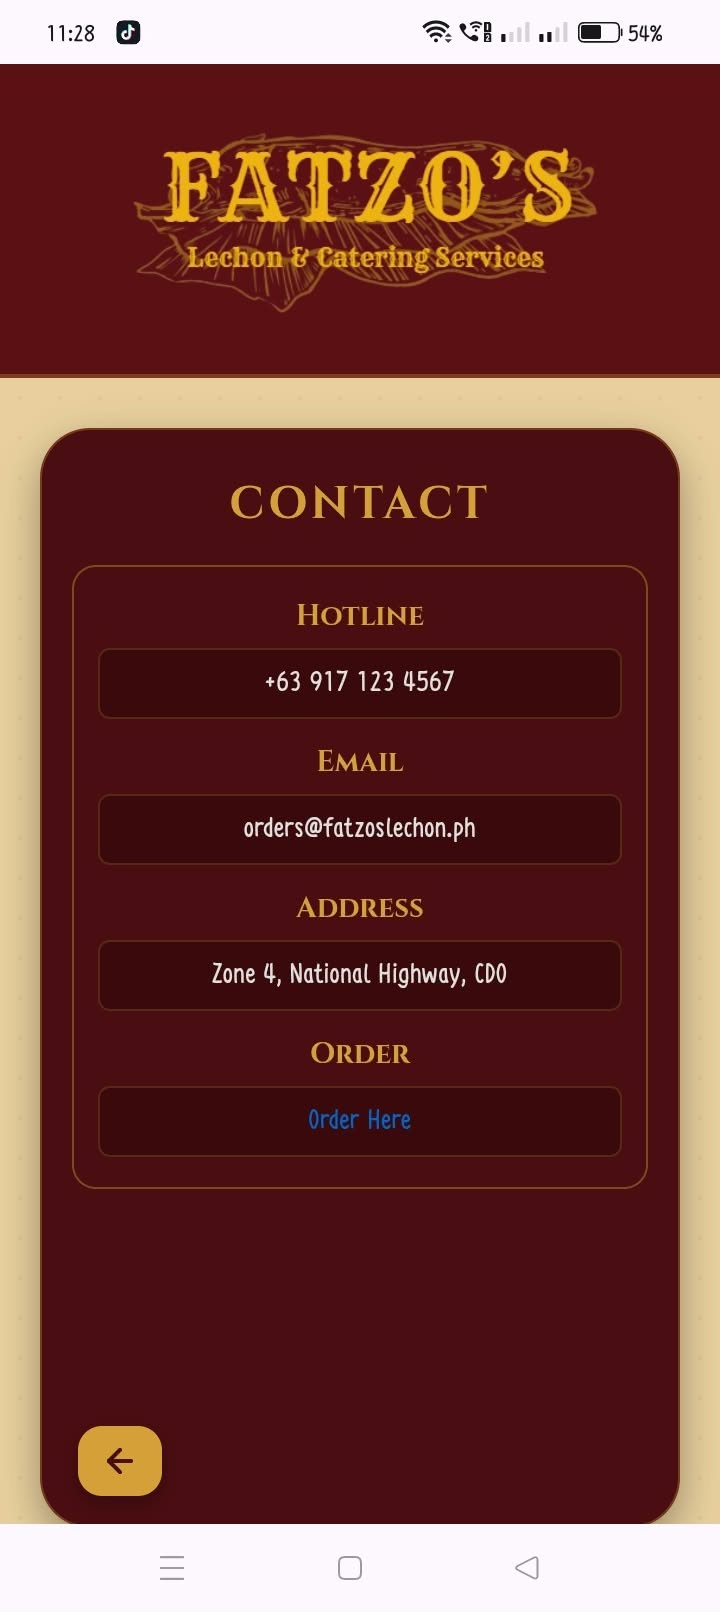 11:28
54%
FATZO'S
Lechon & Catering Services
CONTACT
HOTLINE
+63 917 123 4567
EMAIL
orders@fatzoslechon.ph
ADDRESS
Zone 4, National Highway, CDO
ORDER
Order Here